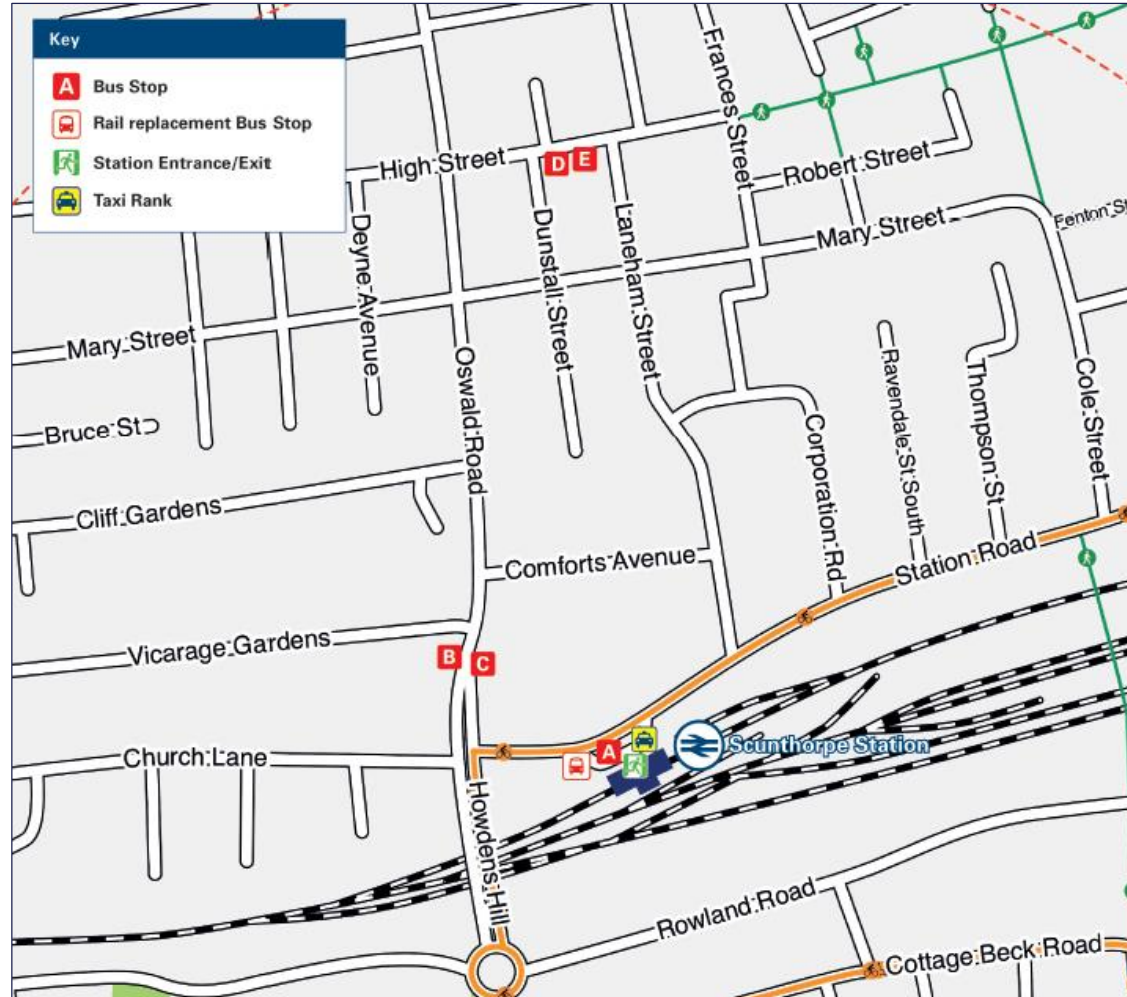 Key
A Bus Stop
Rail replacement Bus Stop
Station Entrance/Exit
Taxi Rank
Frances Street
High Street
D
E
Robert Street
Deyne Avenue
Dunstall Street
Laneham Street
Mary Street
Fenton St
Mary Street
Oswald Road
Ravendale St South
Thompson St
Cole Street
Bruce St
Corporation Rd
Cliff Gardens
Comforts Avenue
Station Road
Vicarage Gardens
B
C
Church Lane
A
Scunthorpe Station
Howdens Hill
Rowland Road
Cottage Beck Road